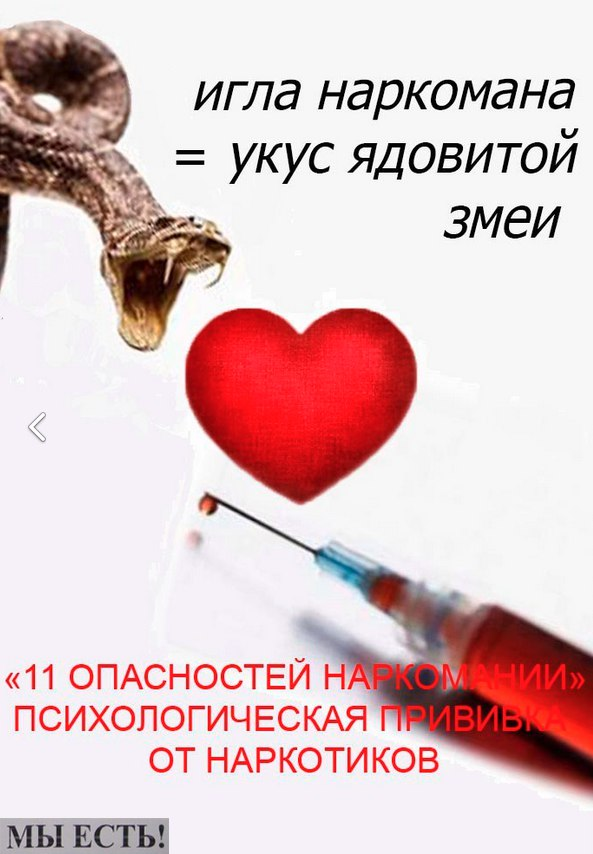 игла наркомана
= укус ядовитой
змеи
«11 ОПАСНОСТЕЙ НАРКОМАНИИ»
ПСИХОЛОГИЧЕСКАЯ ПРИВИВКА
ОТ НАРКОТИКОВ
МЫ ЕСТЬ!